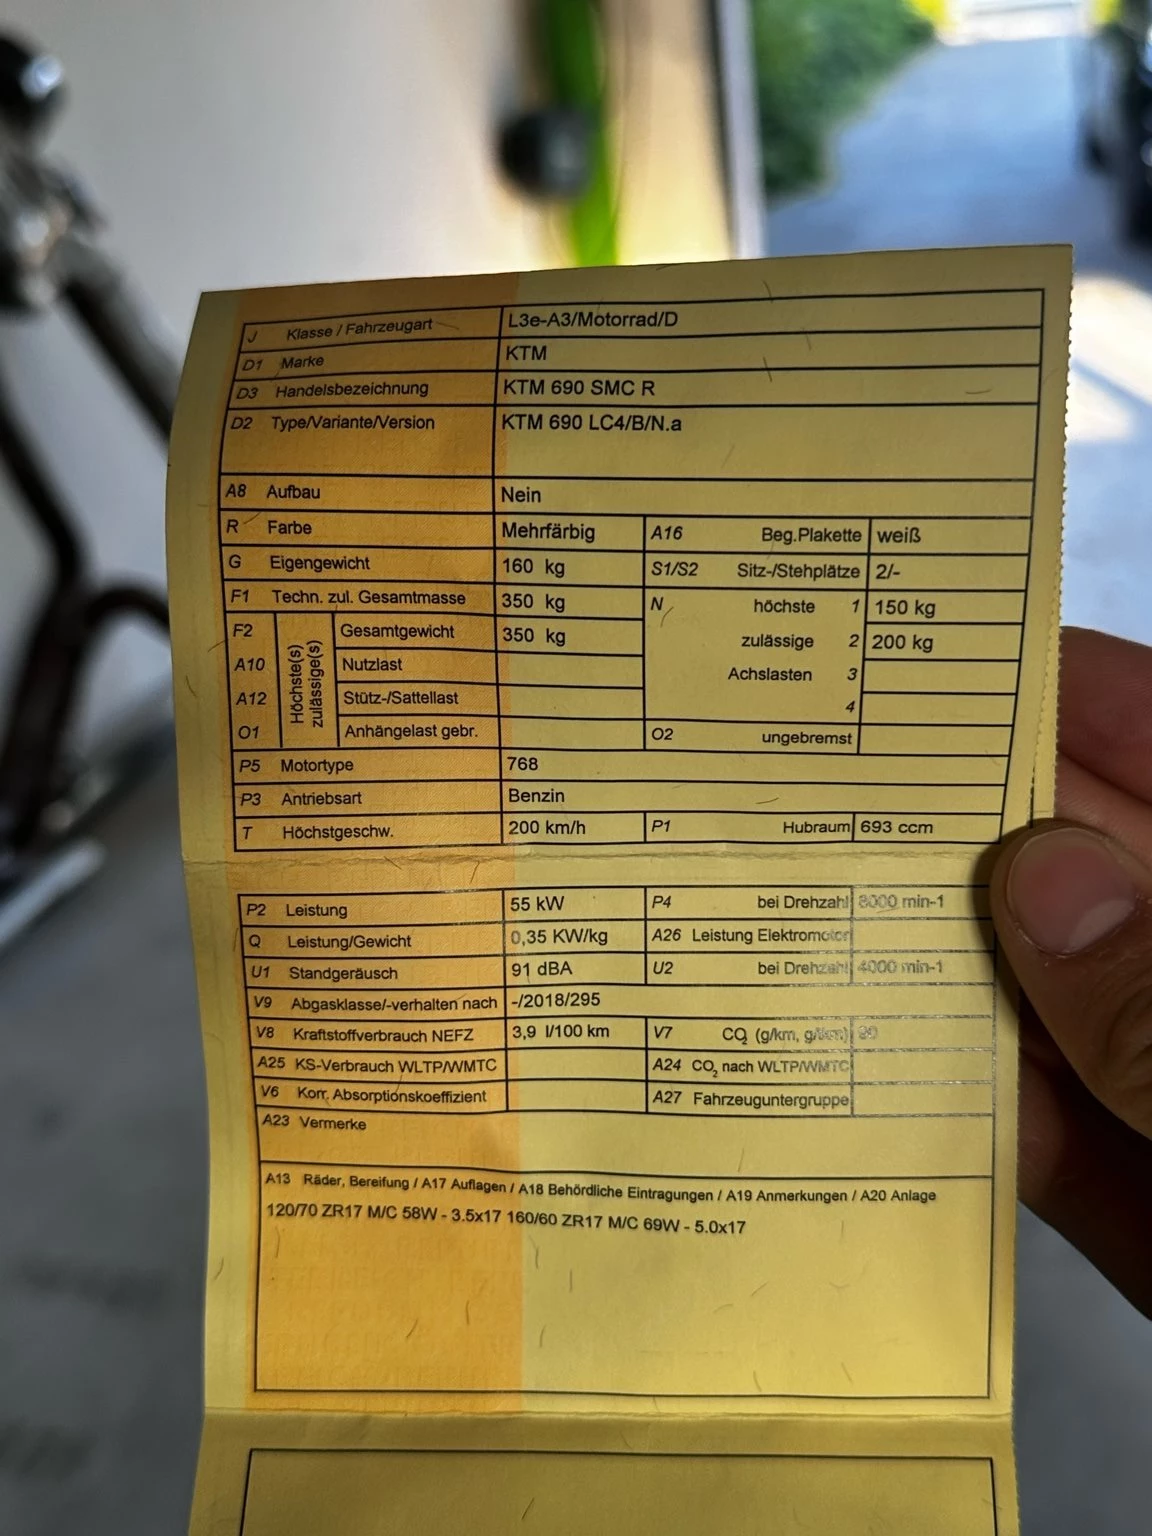 J Klasse / Fahrzeugart L3e-A3/Motorrad/D
D1 Marke KTM
D3 Handelsbezeichnung KTM 690 SMC R
D2 Type/Variante/Version KTM 690 LC4/B/N.a
A8 Aufbau Nein
R Farbe Mehrfärbig A16 Beg.Plakette weiß
G Eigengewicht 160 kg S1/S2 Sitz-/Stehplätze 2/-
F1 Techn. zul. Gesamtmasse 350 kg N höchste 1 150 kg
F2 Höchste(s) zulässige(s) Gesamtgewicht 350 kg zulässige 2 200 kg
A10 Nutzlast Achslasten 3
A12 Stütz-/Sattellast 4
O1 Anhängelast gebr. O2 ungebremst
P5 Motortype 768
P3 Antriebsart Benzin
T Höchstgeschw. 200 km/h P1 Hubraum 693 ccm
P2 Leistung 55 kW P4 bei Drehzahl 8000 min-1
Q Leistung/Gewicht 0,35 KW/kg A26 Leistung Elektromotor
U1 Standgeräusch 91 dBA U2 bei Drehzahl 4000 min-1
V9 Abgasklasse/-verhalten nach -/2018/295
V8 Kraftstoffverbrauch NEFZ 3,9 l/100 km V7 CO₂ (g/km, g/tkm)
A25 KS-Verbrauch WLTP/WMTC A24 CO₂ nach WLTP/WMTC
V6 Korr. Absorptionskoeffizient A27 Fahrzeuguntergruppe
A23 Vermerke
A13 Räder, Bereifung / A17 Auflagen / A18 Behördliche Eintragungen / A19 Anmerkungen / A20 Anlage
120/70 ZR17 M/C 58W - 3.5x17 160/60 ZR17 M/C 69W - 5.0x17